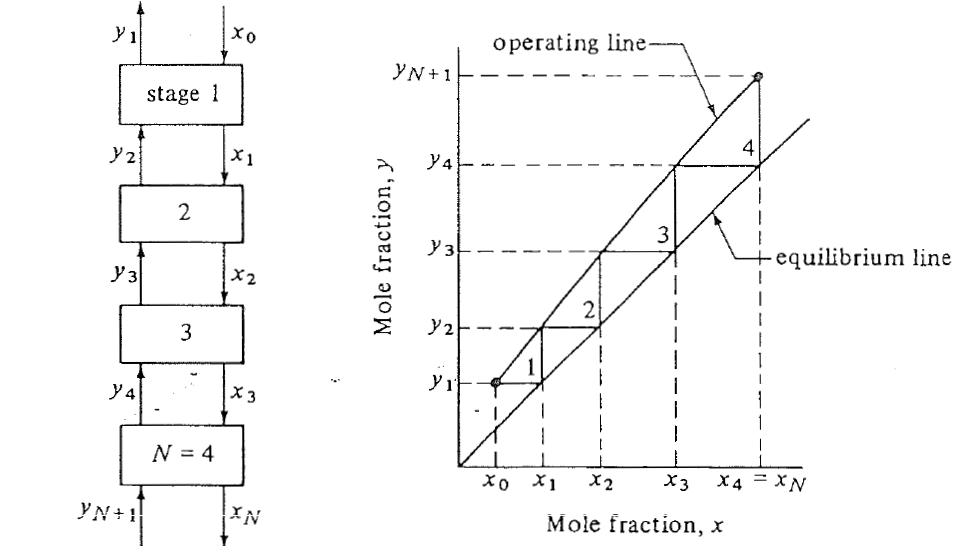 y1 x0
stage 1
y2 x1
2
y3 x2
3
y4 x3
N = 4
yN+1 xN
operating line
yN+1
y4
y3
y2
y1
4
3
2
1
equilibrium line
Mole fraction, y
x0 x1 x2 x3 x4 = xN
Mole fraction, x